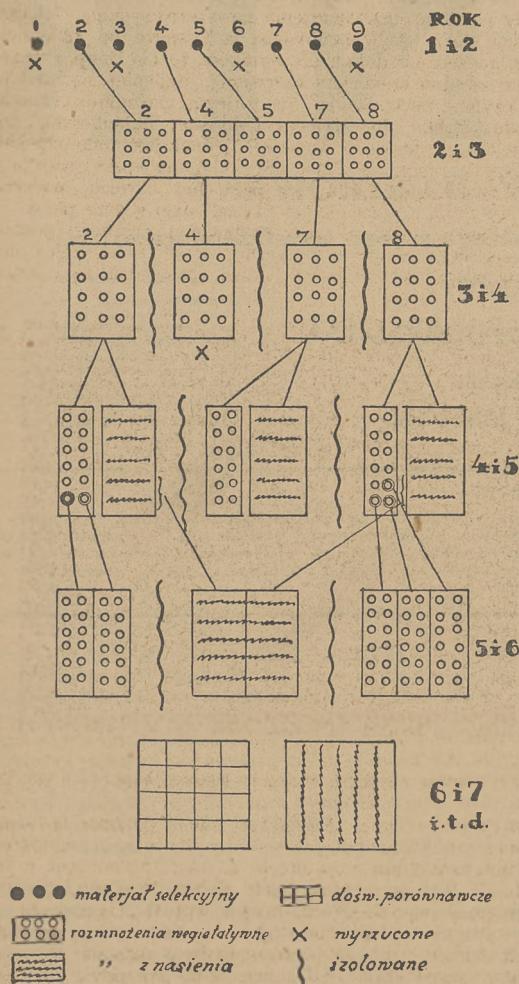 ROK
1 2 3 4 5 6 7 8 9 1 i 2
2 4 5 7 8
2 i 3
2 4 7 8
3 i 4
4 i 5
5 i 6
6 i 7
i.t.d.
materjał selekcyjny dośw. porównawcze
rozmnożenia wegietatywne wyrzucone
„ z nasienia izolowane